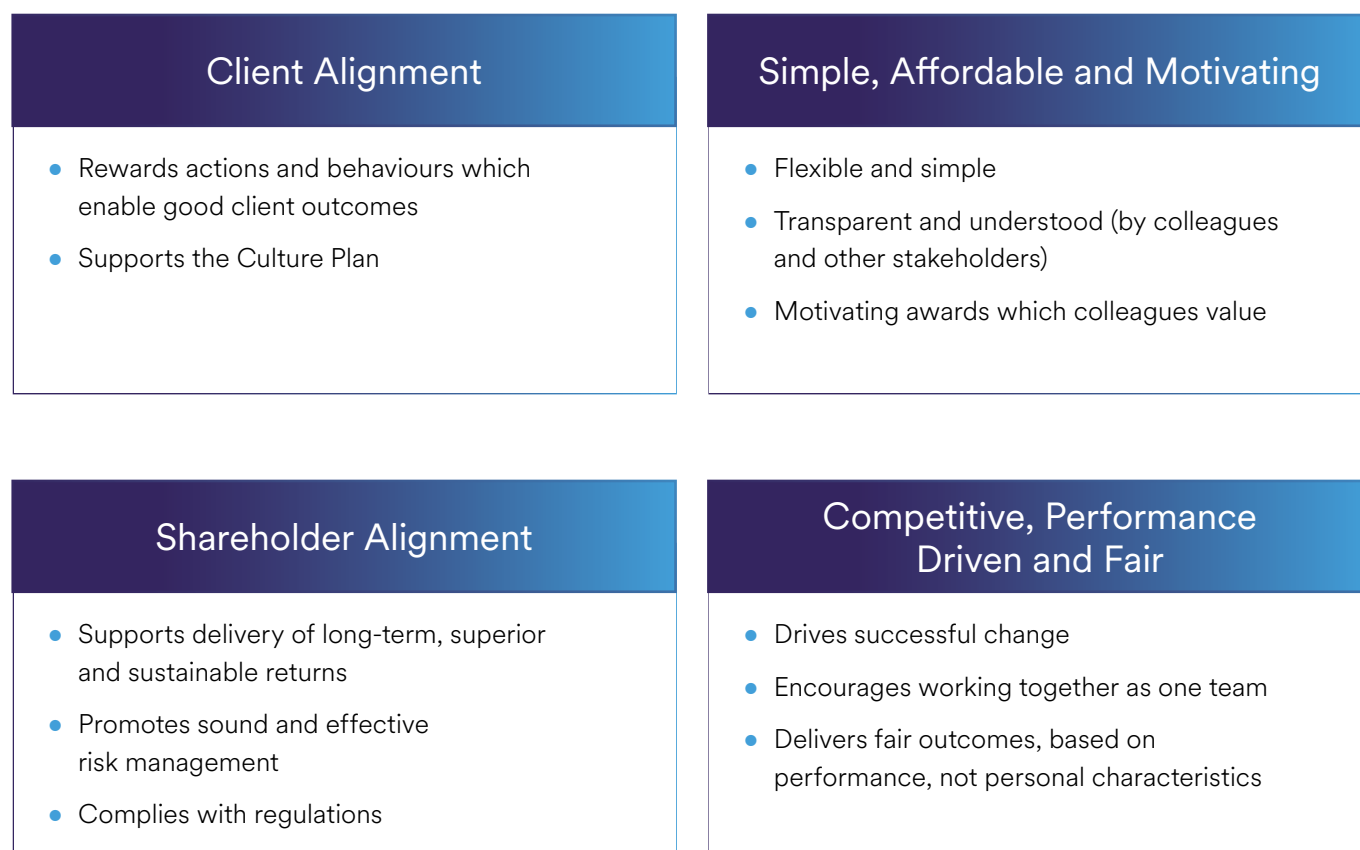 Client Alignment
● Rewards actions and behaviours which
enable good client outcomes
● Supports the Culture Plan
Simple, Affordable and Motivating
● Flexible and simple
● Transparent and understood (by colleagues
and other stakeholders)
● Motivating awards which colleagues value
Shareholder Alignment
● Supports delivery of long-term, superior
and sustainable returns
● Promotes sound and effective
risk management
● Complies with regulations
Competitive, Performance
Driven and Fair
● Drives successful change
● Encourages working together as one team
● Delivers fair outcomes, based on
performance, not personal characteristics